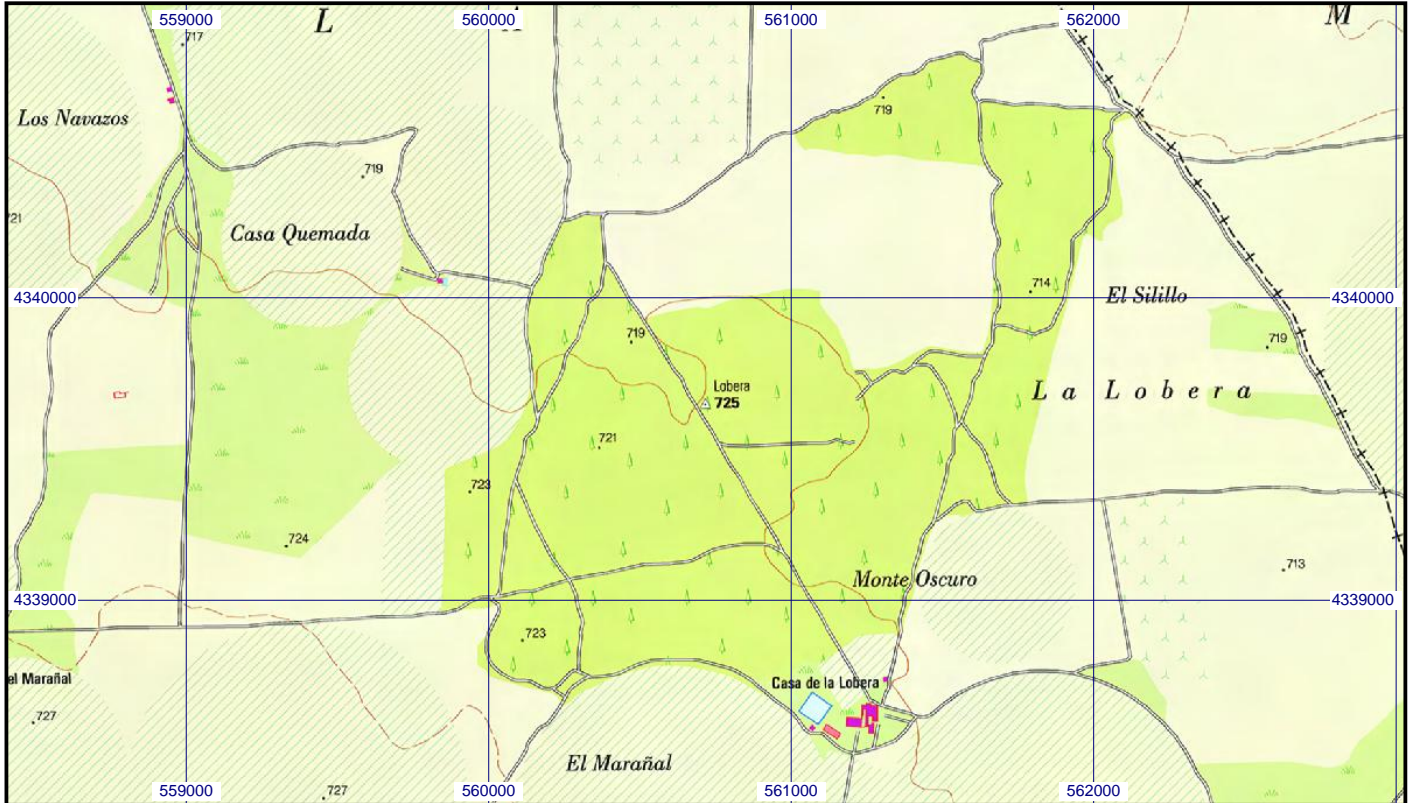 559000
560000
561000
562000
L
M
717
Los Navazos
719
719
721
Casa Quemada
4340000
714
El Silillo
4340000
719
719
Lobera
725
La Lobera
721
723
724
713
Monte Oscuro
4339000
4339000
723
el Marañal
Casa de la Lobera
727
El Marañal
727
559000
560000
561000
562000